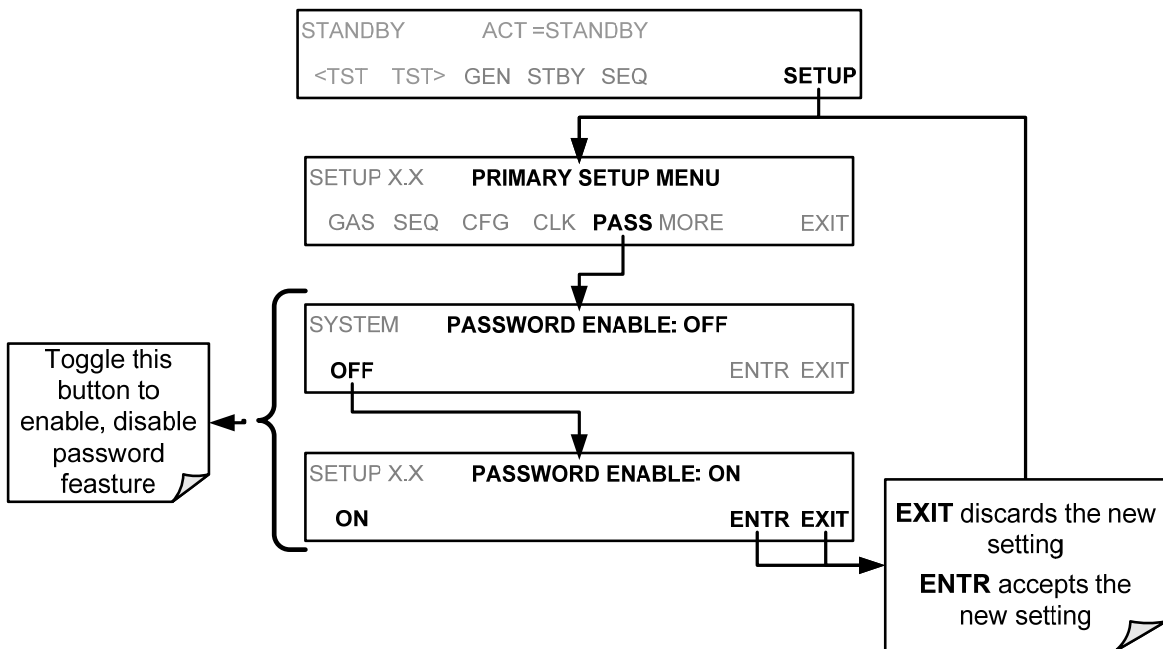 STANDBY ACT =STANDBY
<TST TST> GEN STBY SEQ SETUP
SETUP X.X PRIMARY SETUP MENU
GAS SEQ CFG CLK PASS MORE EXIT
SYSTEM PASSWORD ENABLE: OFF
OFF ENTR EXIT
Toggle this
button to
enable, disable
password
feasture
SETUP X.X PASSWORD ENABLE: ON
ON ENTR EXIT
EXIT discards the new
setting
ENTR accepts the
new setting